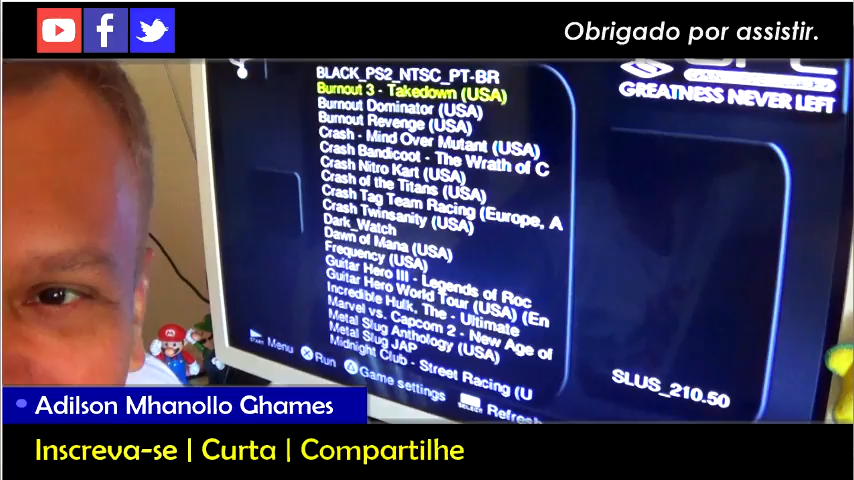 Obrigado por assistir.
BLACK_PS2_NTSC_PT-BR
Burnout 3 - Takedown (USA)
Burnout Dominator (USA)
Burnout Revenge (USA)
Crash - Mind Over Mutant (USA)
Crash Bandicoot - The Wrath of C
Crash Nitro Kart (USA)
Crash of the Titans (USA)
Crash Tag Team Racing (Europe, A
Crash Twinsanity (USA)
Dark_Watch
Dawn of Mana (USA)
Frequency (USA)
Guitar Hero III - Legends of Roc
Guitar Hero World Tour (USA) (En
Incredible Hulk, The - Ultimate
Marvel vs. Capcom 2 - New Age of
Metal Slug Anthology (USA)
Metal Slug JAP
Midnight Club - Street Racing (U
GREATNESS NEVER LEFT
SLUS_210.50
START Menu
Run
Game settings
SELECT Refresh
Adilson Mhanollo Ghames
Inscreva-se | Curta | Compartilhe